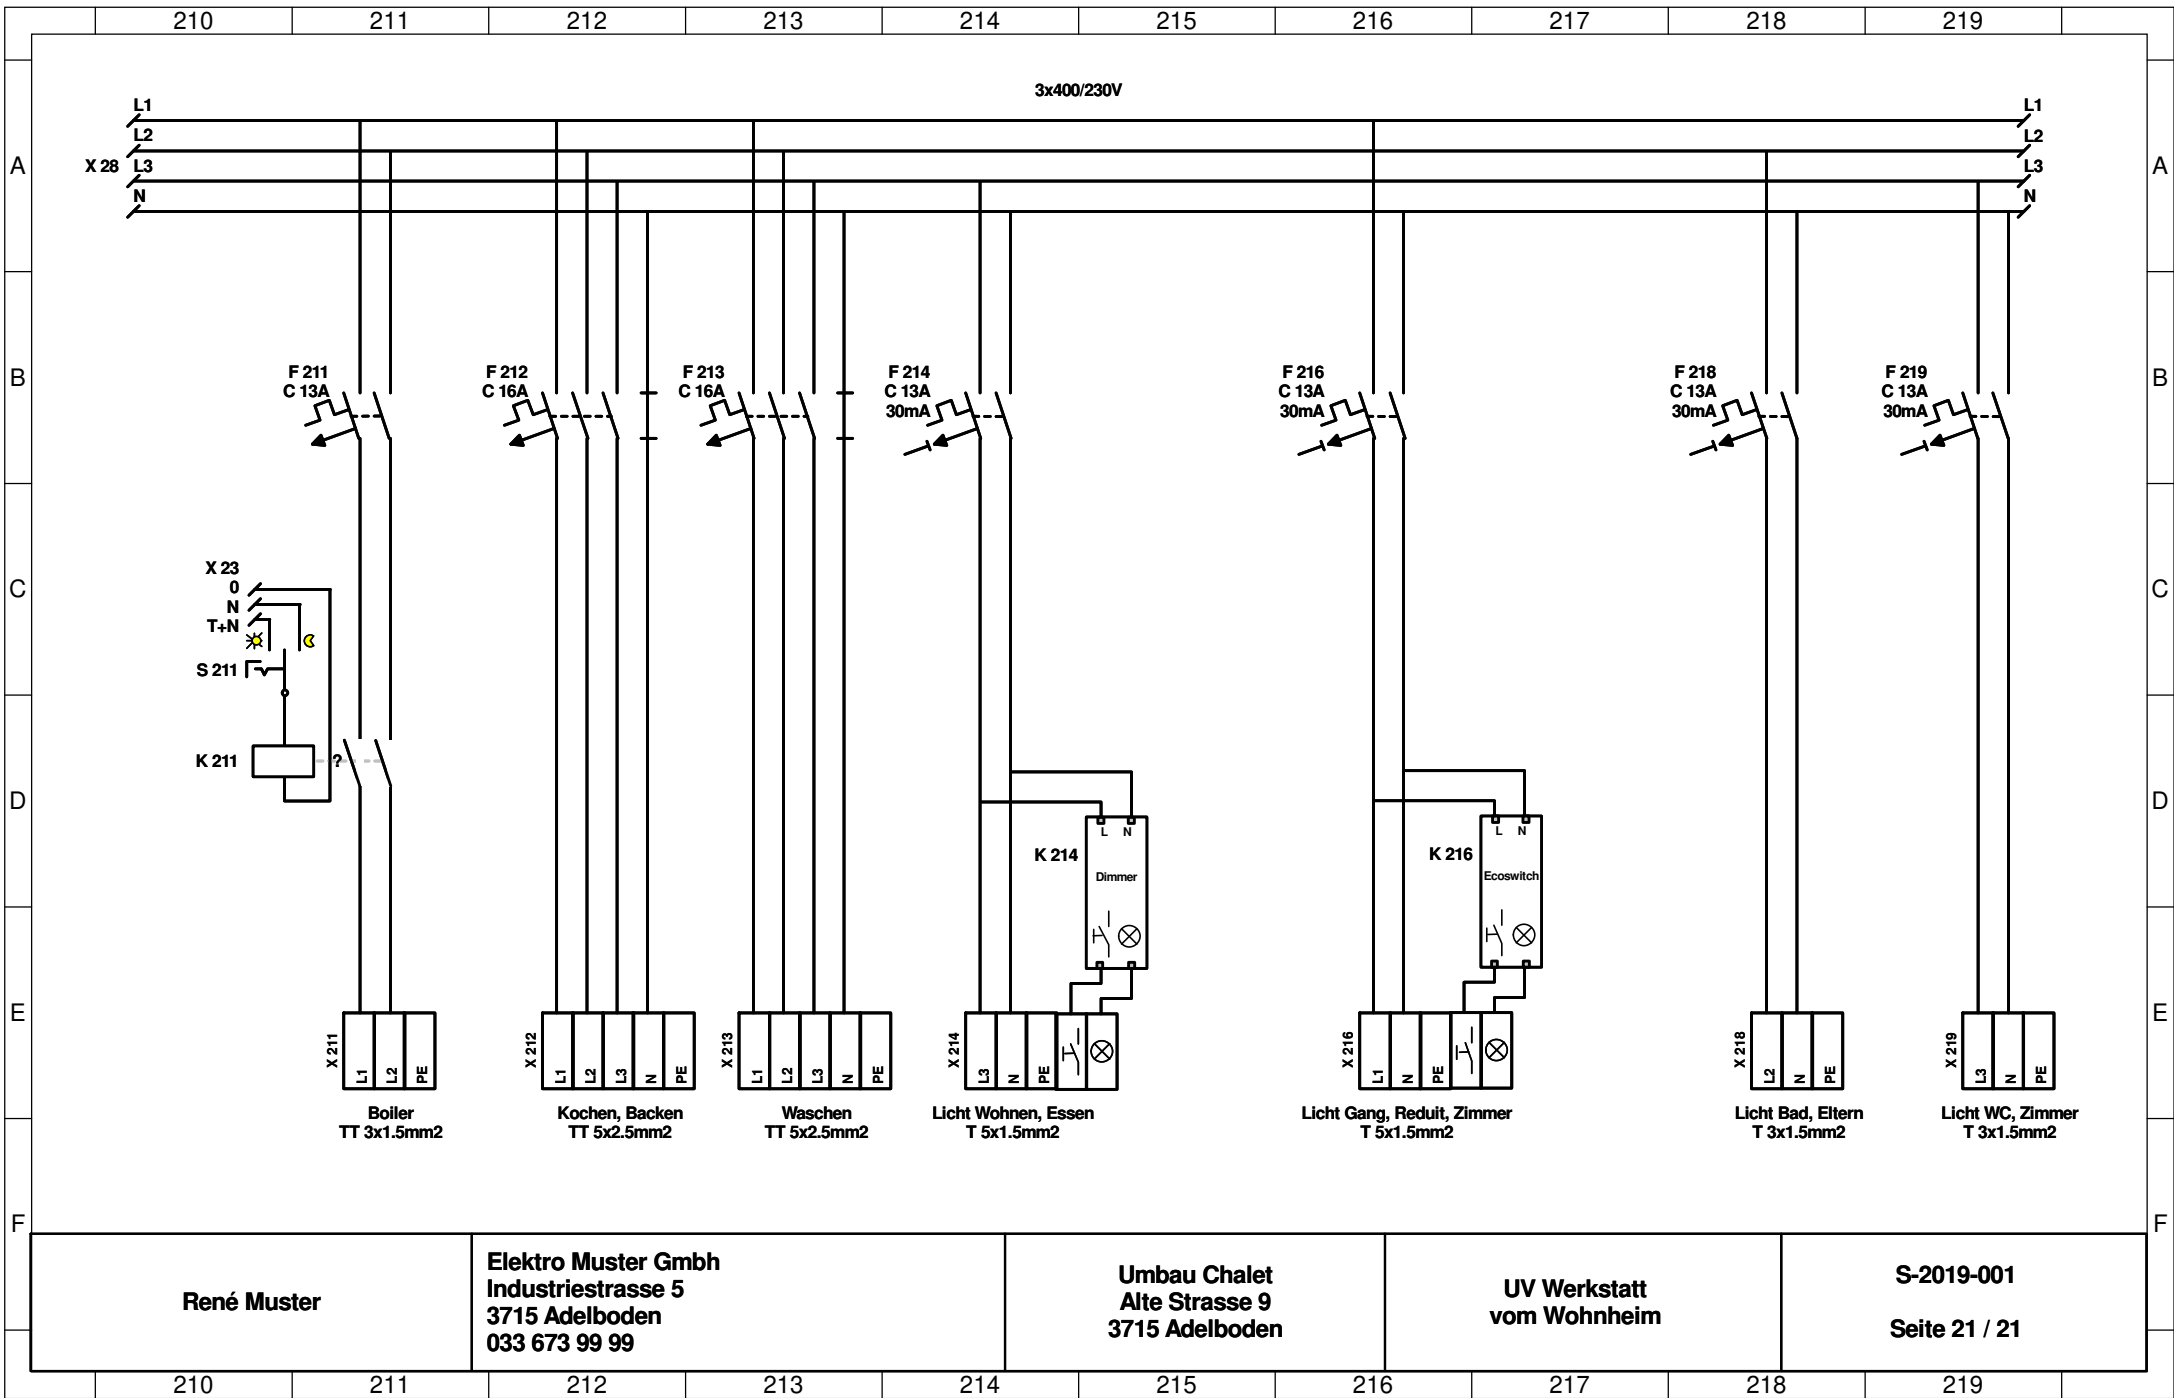 210 211 212 213 214 215 216 217 218 219
3x400/230V
L1 L1
L2 L2
A X 28 L3 L3 A
N N
B B
F 211 F 212 F 213 F 214 F 216 F 218 F 219
C 13A C 16A C 16A C 13A C 13A C 13A C 13A
30mA 30mA 30mA 30mA
C C
X 23
0
N
T+N
S 211
K 211 ?
D D
L N L N
K 214 K 216
Dimmer Ecoswitch
E E
X 211 L1 L2 PE
X 212 L1 L2 L3 N PE
X 213 L1 L2 L3 N PE
X 214 L3 N PE
X 216 L1 N PE
X 218 L2 N PE
X 219 L3 N PE
Boiler
TT 3x1.5mm2
Kochen, Backen
TT 5x2.5mm2
Waschen
TT 5x2.5mm2
Licht Wohnen, Essen
T 5x1.5mm2
Licht Gang, Reduit, Zimmer
T 5x1.5mm2
Licht Bad, Eltern
T 3x1.5mm2
Licht WC, Zimmer
T 3x1.5mm2
F F
René Muster
Elektro Muster Gmbh
Industriestrasse 5
3715 Adelboden
033 673 99 99
Umbau Chalet
Alte Strasse 9
3715 Adelboden
UV Werkstatt
vom Wohnheim
S-2019-001
Seite 21 / 21
210 211 212 213 214 215 216 217 218 219